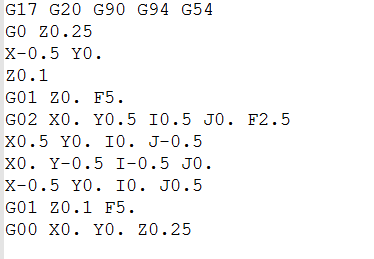 G17 G20 G90 G94 G54
G0 Z0.25
X-0.5 Y0.
Z0.1
G01 Z0. F5.
G02 X0. Y0.5 I0.5 J0. F2.5
X0.5 Y0. I0. J-0.5
X0. Y-0.5 I-0.5 J0.
X-0.5 Y0. I0. J0.5
G01 Z0.1 F5.
G00 X0. Y0. Z0.25